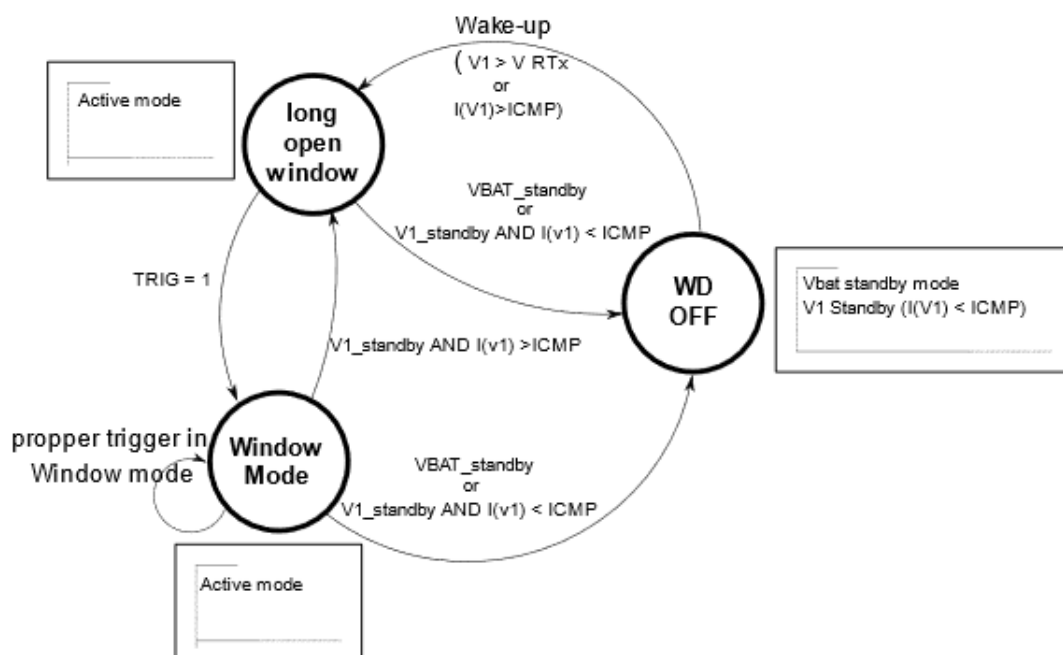 Wake-up
( V1 > V RTx
or
I(V1)>ICMP)
Active mode
long
open
window
VBAT_standby
or
V1_standby AND I(v1) < ICMP
TRIG = 1
WD
OFF
Vbat standby mode
V1 Standby (I(V1) < ICMP)
V1_standby AND I(v1) >ICMP
propper trigger in
Window mode
Window
Mode
VBAT_standby
or
V1_standby AND I(v1) < ICMP
Active mode